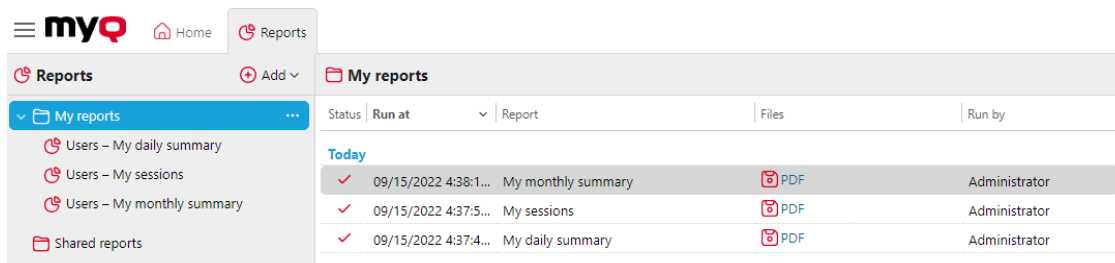 myQ Home Reports
Reports Add
My reports
Users – My daily summary
Users – My sessions
Users – My monthly summary
Shared reports
My reports
Status Run at Report Files Run by
Today
09/15/2022 4:38:1... My monthly summary PDF Administrator
09/15/2022 4:37:5... My sessions PDF Administrator
09/15/2022 4:37:4... My daily summary PDF Administrator